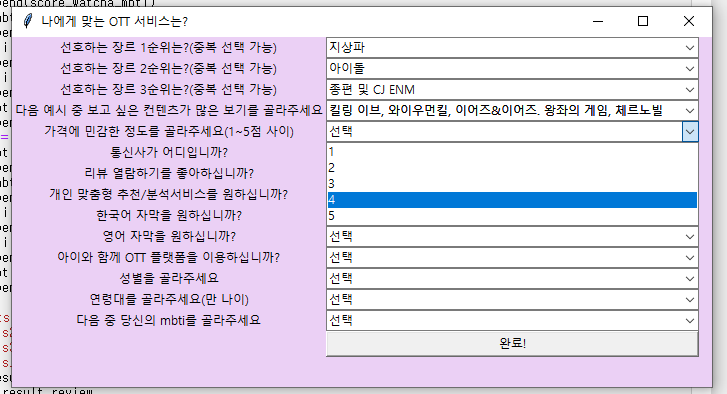 나에게 맞는 OTT 서비스는?
선호하는 장르 1순위는?(중복 선택 가능) 지상파
선호하는 장르 2순위는?(중복 선택 가능) 아이돌
선호하는 장르 3순위는?(중복 선택 가능) 종편 및 CJ ENM
다음 예시 중 보고 싶은 컨텐츠가 많은 보기를 골라주세요 킬링 이브, 와이우먼킬, 이어즈&이어즈. 왕좌의 게임, 체르노빌
가격에 민감한 정도를 골라주세요(1~5점 사이) 선택
통신사가 어디입니까? 1
리뷰 열람하기를 좋아하십니까? 2
3
개인 맞춤형 추천/분석서비스를 원하십니까? 4
한국어 자막을 원하십니까? 5
영어 자막을 원하십니까? 선택
아이와 함께 OTT 플랫폼을 이용하십니까? 선택
성별을 골라주세요 선택
연령대를 골라주세요(만 나이) 선택
다음 중 당신의 mbti를 골라주세요 선택
완료!
result review